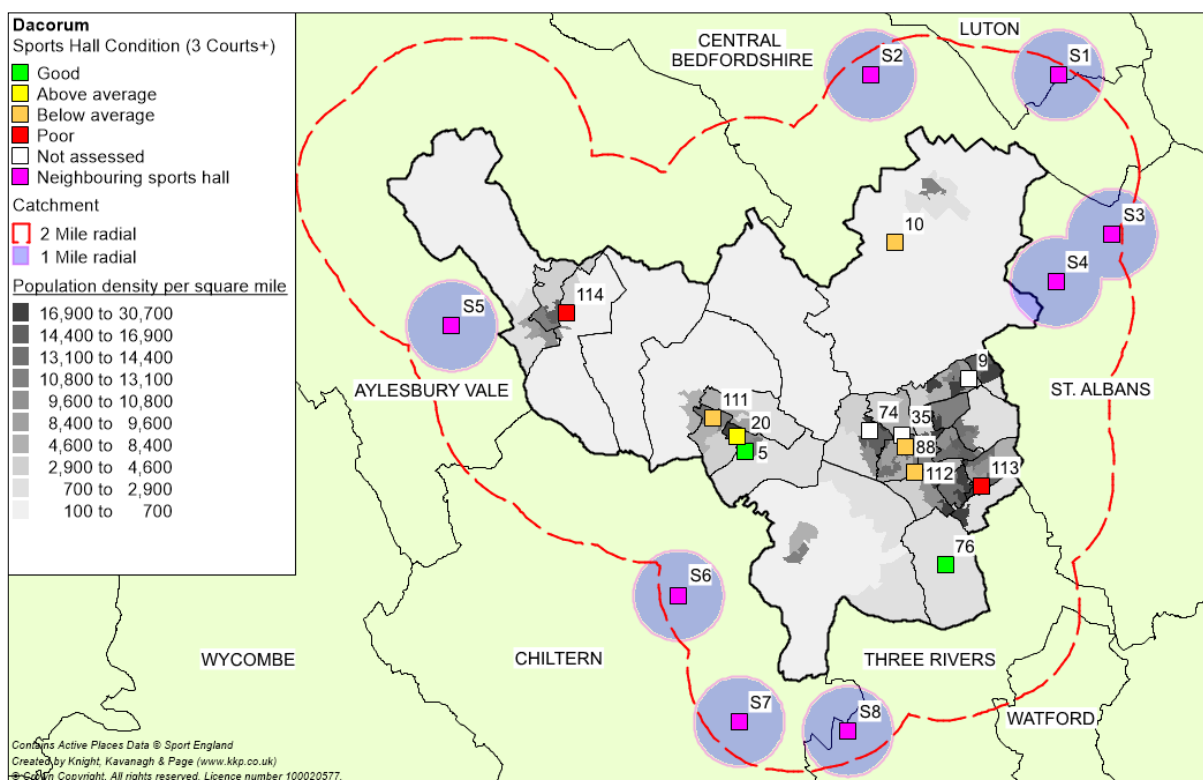 Dacorum
Sports Hall Condition (3 Courts+)
Good
Above average
Below average
Poor
Not assessed
Neighbouring sports hall
Catchment
2 Mile radial
1 Mile radial
Population density per square mile
16,900 to 30,700
14,400 to 16,900
13,100 to 14,400
10,800 to 13,100
9,600 to 10,800
8,400 to 9,600
4,600 to 8,400
2,900 to 4,600
700 to 2,900
100 to 700
LUTON
CENTRAL
BEDFORDSHIRE
S2
S1
S3
10
S4
114
S5
9
AYLESBURY VALE
ST. ALBANS
111
74
35
20
88
5
112
113
76
S6
WYCOMBE
CHILTERN
THREE RIVERS
S7
S8
WATFORD
Contains Active Places Data © Sport England
Created by Knight, Kavanagh & Page (www.kkp.co.uk)
© Crown Copyright. All rights reserved. Licence number 100020577.